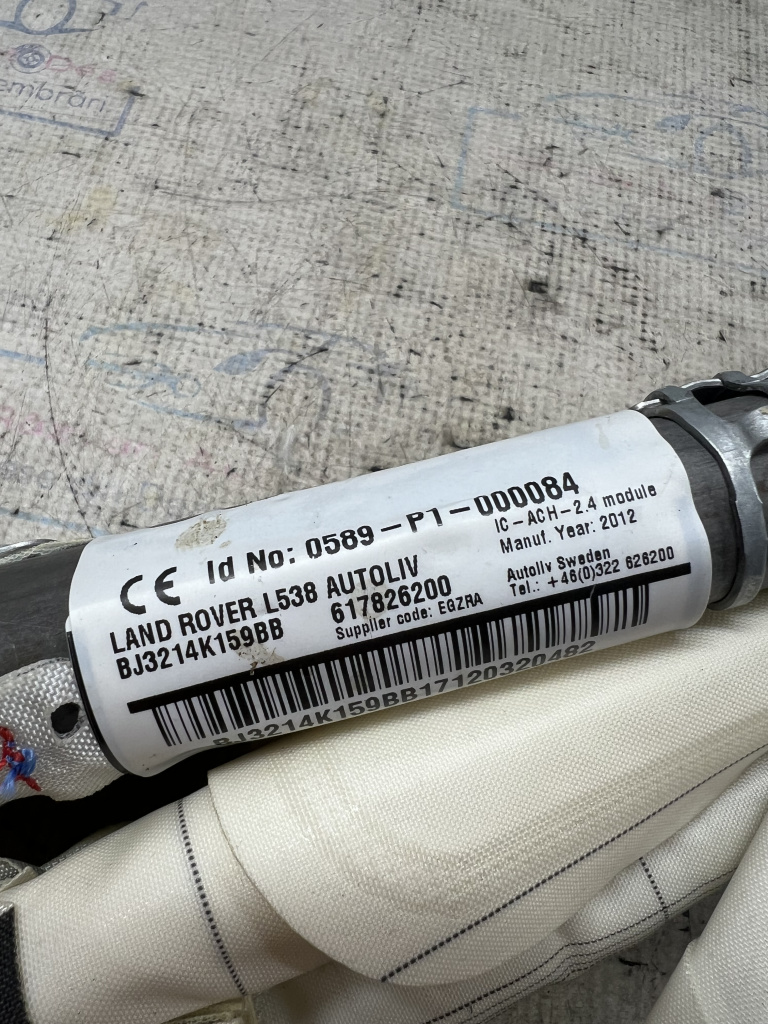 embran
CE Id No: 0589-P1-000084
LAND ROVER L538 AUTOLIV
BJ3214K159BB 617826200
Supplier code: EGZRA
IC-ACH-2.4 module
Manuf. Year: 2012
Autoliv Sweden
Tel.: +46(0)322 626200
BJ3214K159BB17120320482